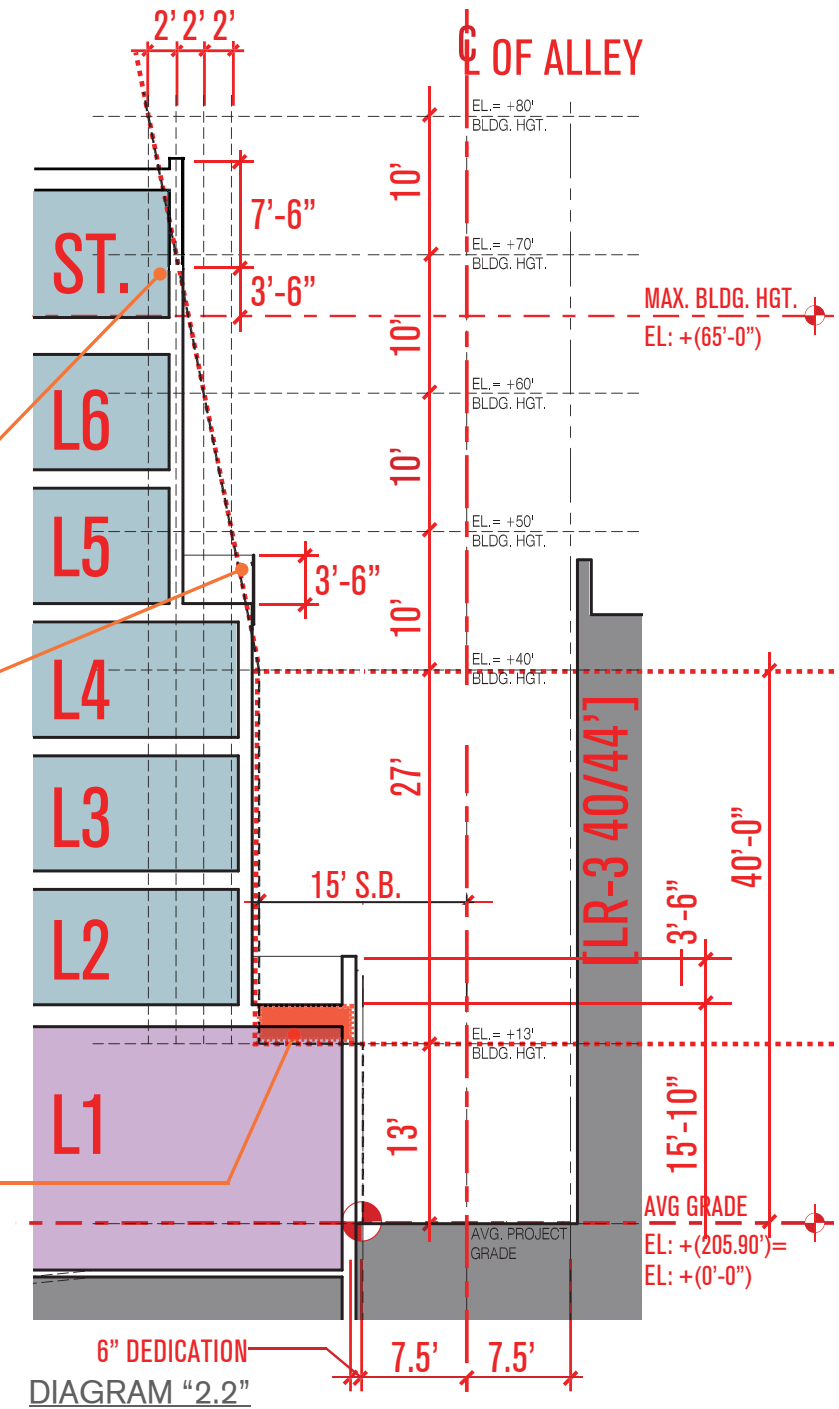 2' 2' 2'
℄ OF ALLEY
EL.= +80'
BLDG. HGT.
10'
7'-6"
ST.
EL.= +70'
BLDG. HGT.
3'-6"
MAX. BLDG. HGT.
EL: +(65'-0")
10'
L6
EL.= +60'
BLDG. HGT.
10'
L5
EL.= +50'
BLDG. HGT.
3'-6"
10'
L4
EL.= +40'
BLDG. HGT.
[LR-3 40/44']
27'
L3
40'-0"
15' S.B.
L2
3'-6"
EL.= +13'
BLDG. HGT.
L1
13'
15'-10"
AVG GRADE
AVG. PROJECT
GRADE
EL: +(205.90')=
EL: +(0'-0")
6" DEDICATION
7.5' 7.5'
DIAGRAM "2.2"